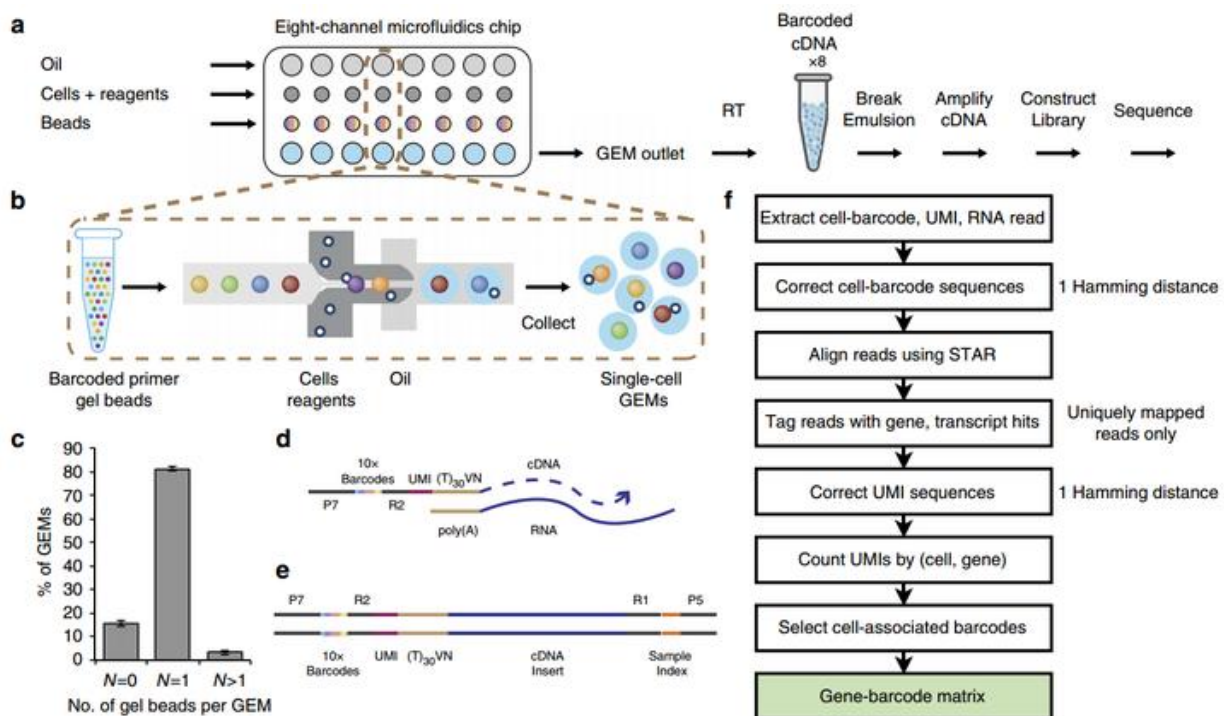 a
Eight-channel microfluidics chip
Oil
Cells + reagents
Beads
GEM outlet
RT
Barcoded
cDNA
×8
Break
Emulsion
Amplify
cDNA
Construct
Library
Sequence
b
Collect
Barcoded primer
gel beads
Cells
reagents
Oil
Single-cell
GEMs
c
% of GEMs
90
80
70
60
50
40
30
20
10
0
N=0
N=1
N>1
No. of gel beads per GEM
d
10×
Barcodes
UMI
(T)30VN
cDNA
P7
R2
poly(A)
RNA
e
P7
R2
R1
P5
10×
Barcodes
UMI
(T)30VN
cDNA
Insert
Sample
Index
f
Extract cell-barcode, UMI, RNA read
Correct cell-barcode sequences
1 Hamming distance
Align reads using STAR
Tag reads with gene, transcript hits
Uniquely mapped
reads only
Correct UMI sequences
1 Hamming distance
Count UMIs by (cell, gene)
Select cell-associated barcodes
Gene-barcode matrix